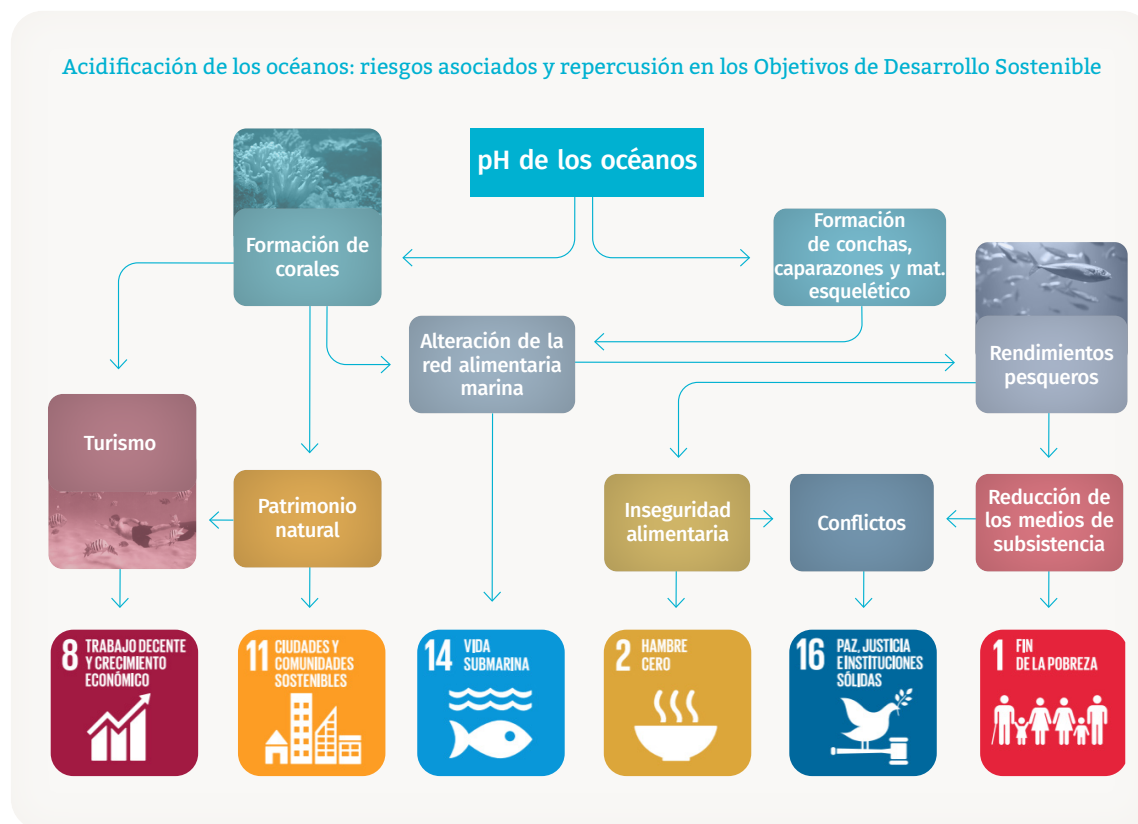 Acidificación de los océanos: riesgos asociados y repercusión en los Objetivos de Desarrollo Sostenible
pH de los océanos
Formación de
corales
Formación
de conchas,
caparazones y mat.
esquelético
Alteración de la
red alimentaria
marina
Rendimientos
pesqueros
Turismo
Patrimonio
natural
Inseguridad
alimentaria
Conflictos
Reducción de
los medios de
subsistencia
8 TRABAJO DECENTE
Y CRECIMIENTO
ECONÓMICO
11 CIUDADES Y
COMUNIDADES
SOSTENIBLES
14 VIDA
SUBMARINA
2 HAMBRE
CERO
16 PAZ, JUSTICIA
E INSTITUCIONES
SÓLIDAS
1 FIN
DE LA POBREZA